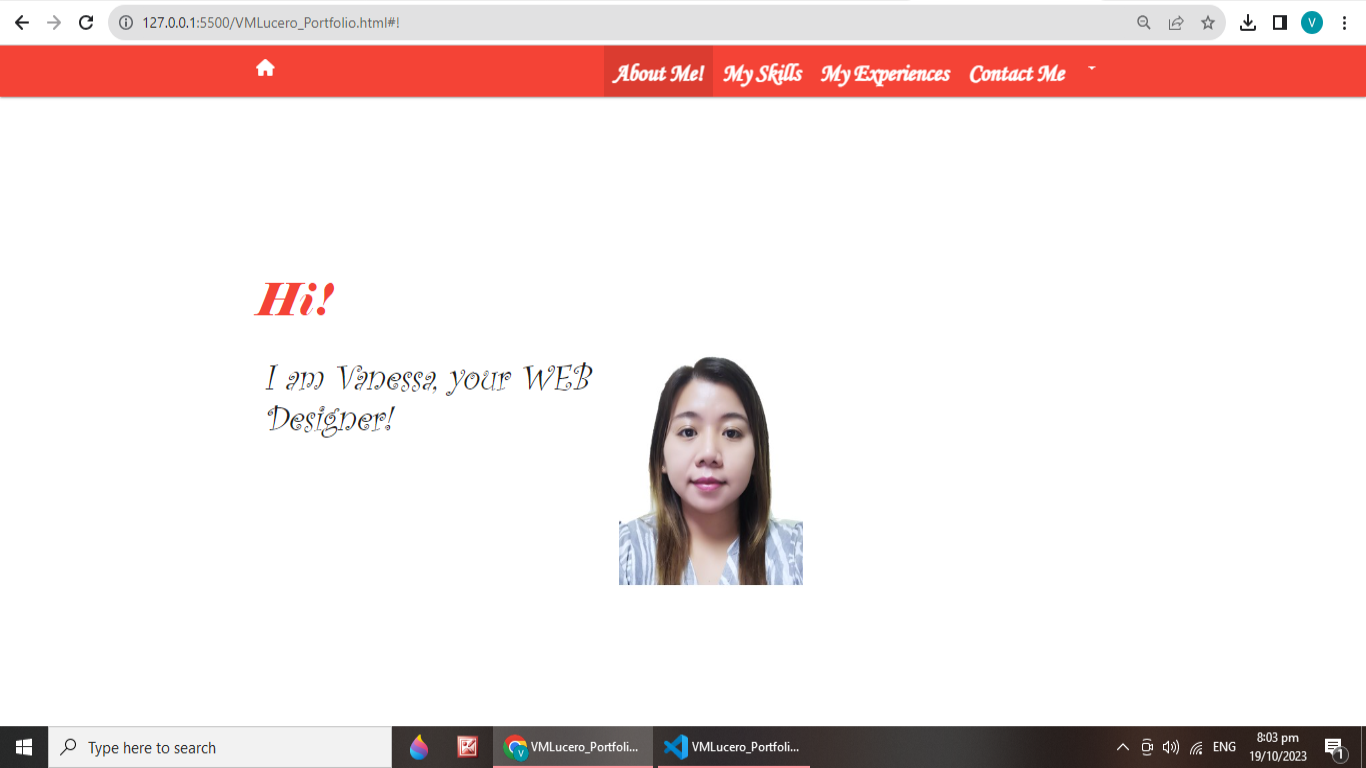 127.0.0.1:5500/VMLucero_Portfolio.html#!
V
About Me! My Skills My Experiences Contact Me
Hi!
I am Vanessa, your WEB
Designer!
Type here to search
V
VMLucero_Portfoli...
VMLucero_Portfoli...
ENG
8:03 pm
19/10/2023
1